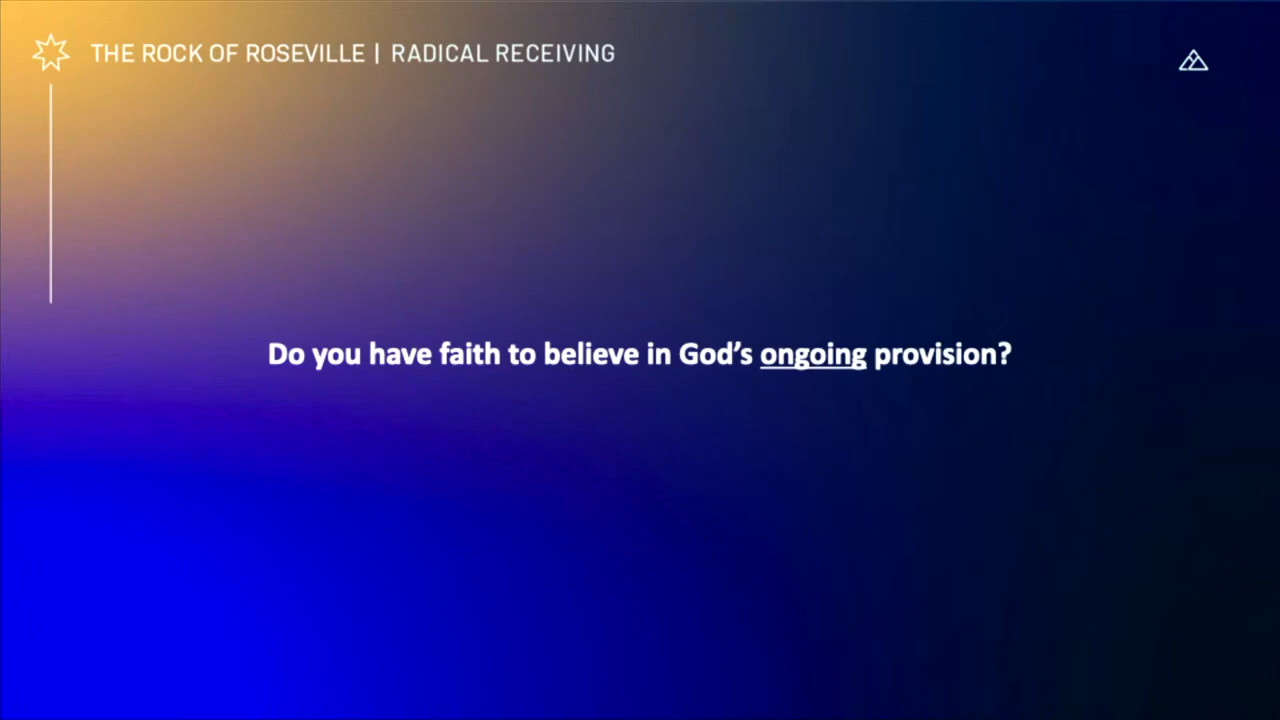 THE ROCK OF ROSEVILLE | RADICAL RECEIVING
Do you have faith to believe in God’s ongoing provision?